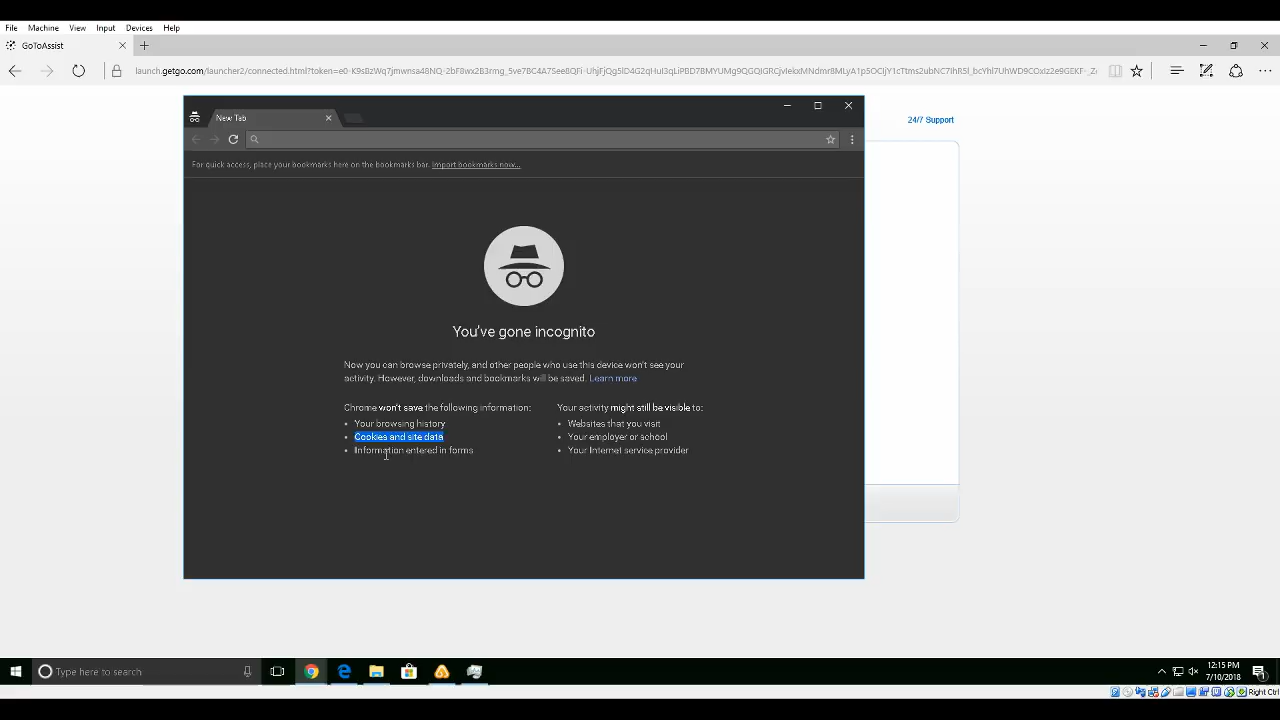 File Machine View Input Devices Help
GoToAssist
24/7 Support
New Tab
For quick access, place your bookmarks here on the bookmarks bar. Import bookmarks now...
You've gone incognito
Now you can browse privately, and other people who use this device won't see your
activity. However, downloads and bookmarks will be saved. Learn more
Chrome won't save the following information:
Your browsing history
Cookies and site data
Information entered in forms
Your activity might still be visible to:
Websites that you visit
Your employer or school
Your Internet service provider
Type here to search
12:15 PM
7/10/2018
Right Ctrl